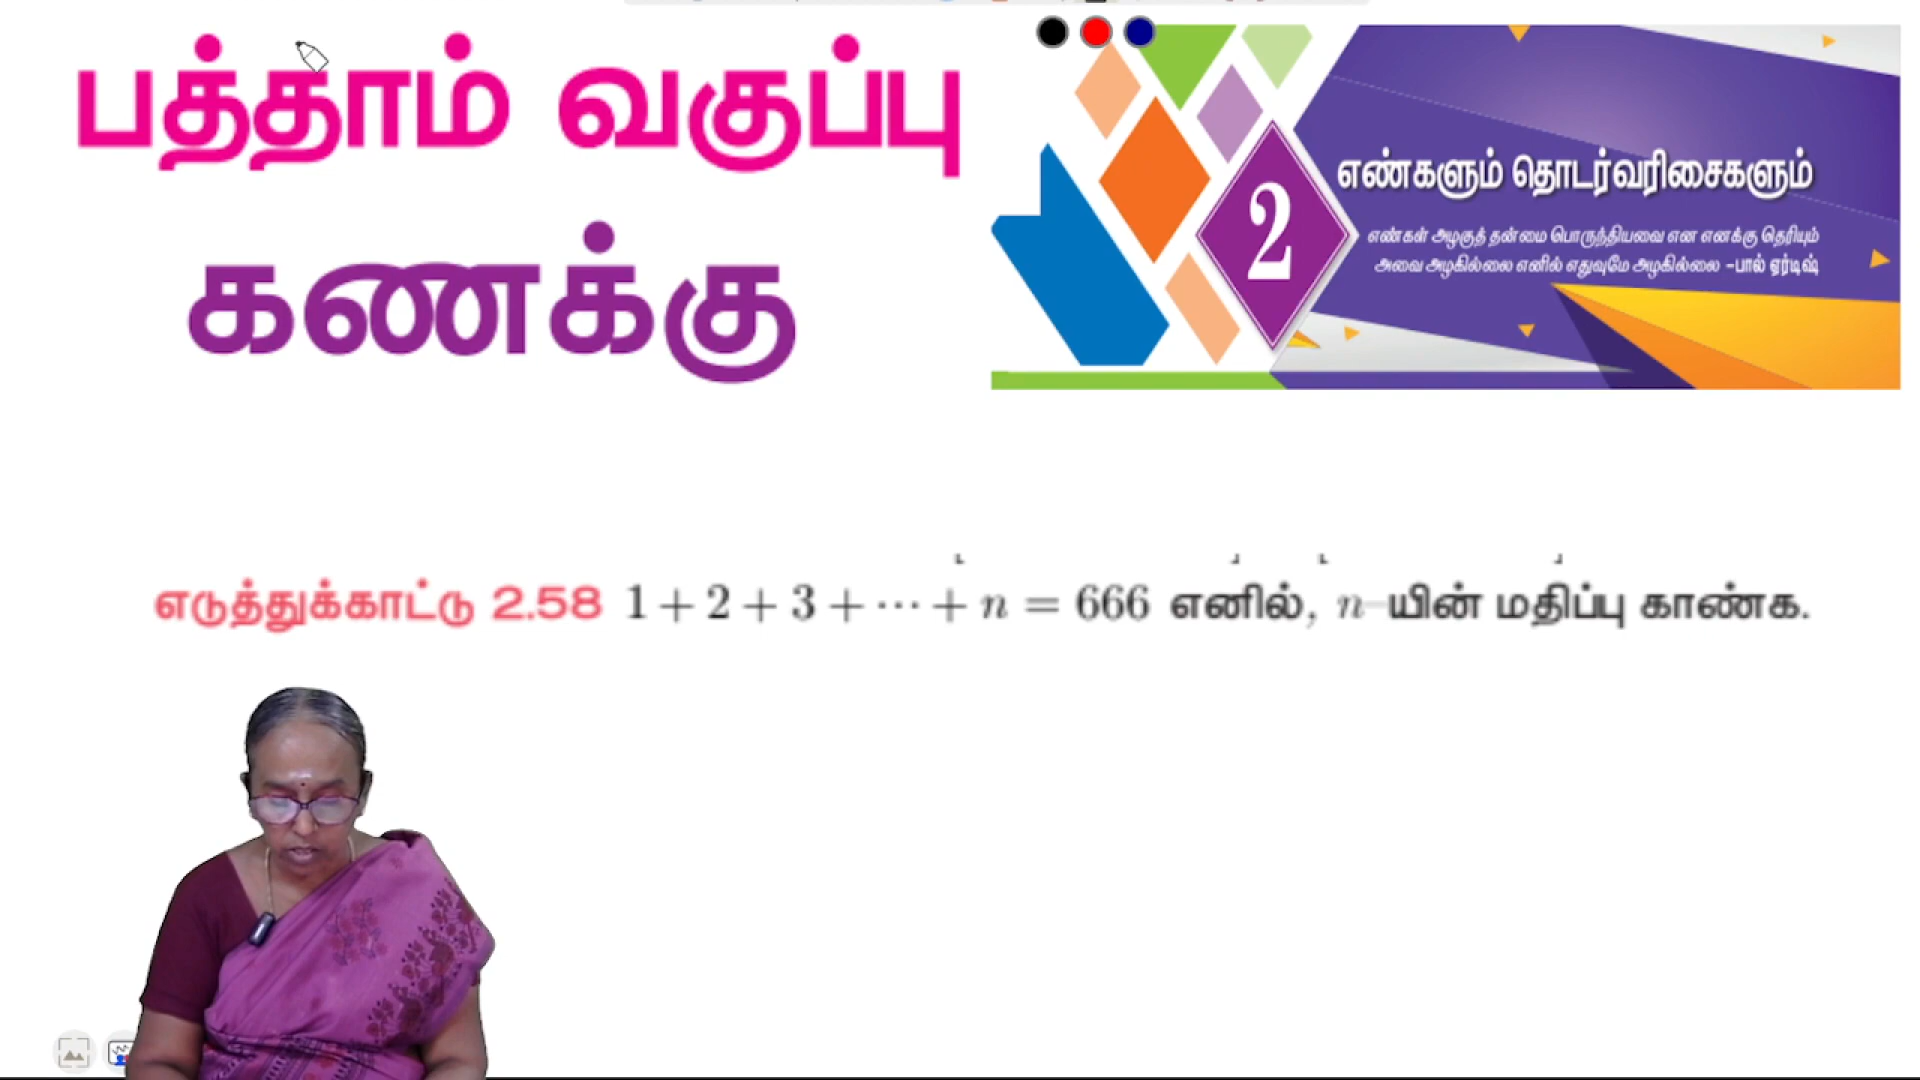 பத்தாம் வகுப்பு
கணக்கு
2
எண்களும் தொடர்வரிசைகளும்
எண்கள் அழகுத் தன்மை பொருந்தியவை என எனக்கு தெரியும்
அவை அழகில்லை எனில் எதுவுமே அழகில்லை –பால் ஏர்டிஷ்
எடுத்துக்காட்டு 2.58 1 + 2 + 3 + ⋯ + n = 666 எனில், n–யின் மதிப்பு காண்க.